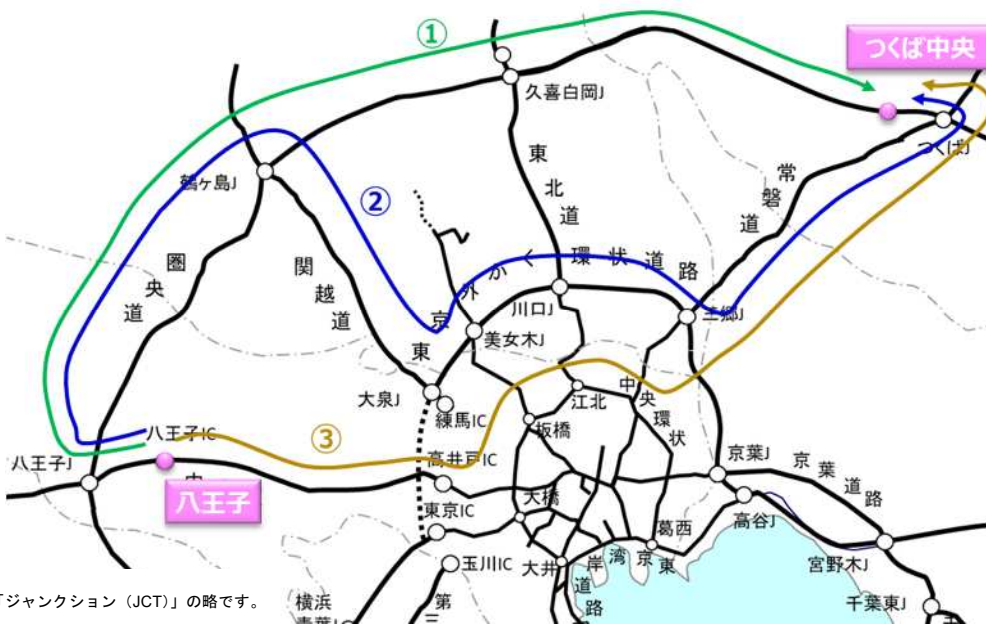 ①
つくば中央
久喜白岡J
つくばJ
東北道
常磐道
鶴ヶ島J
②
圏央道
関越道
東京外かく環状道路
川口J
三郷J
美女木J
大泉J
練馬IC
江北
中央環状
板橋
八王子IC
③
八王子J
高井戸IC
京葉J
京葉道路
八王子
大橋
東京IC
葛西
高谷J
玉川IC
大井
湾岸道路
東京
宮野木J
「ジャンクション（JCT）」の略です。
横浜
第三
千葉東J